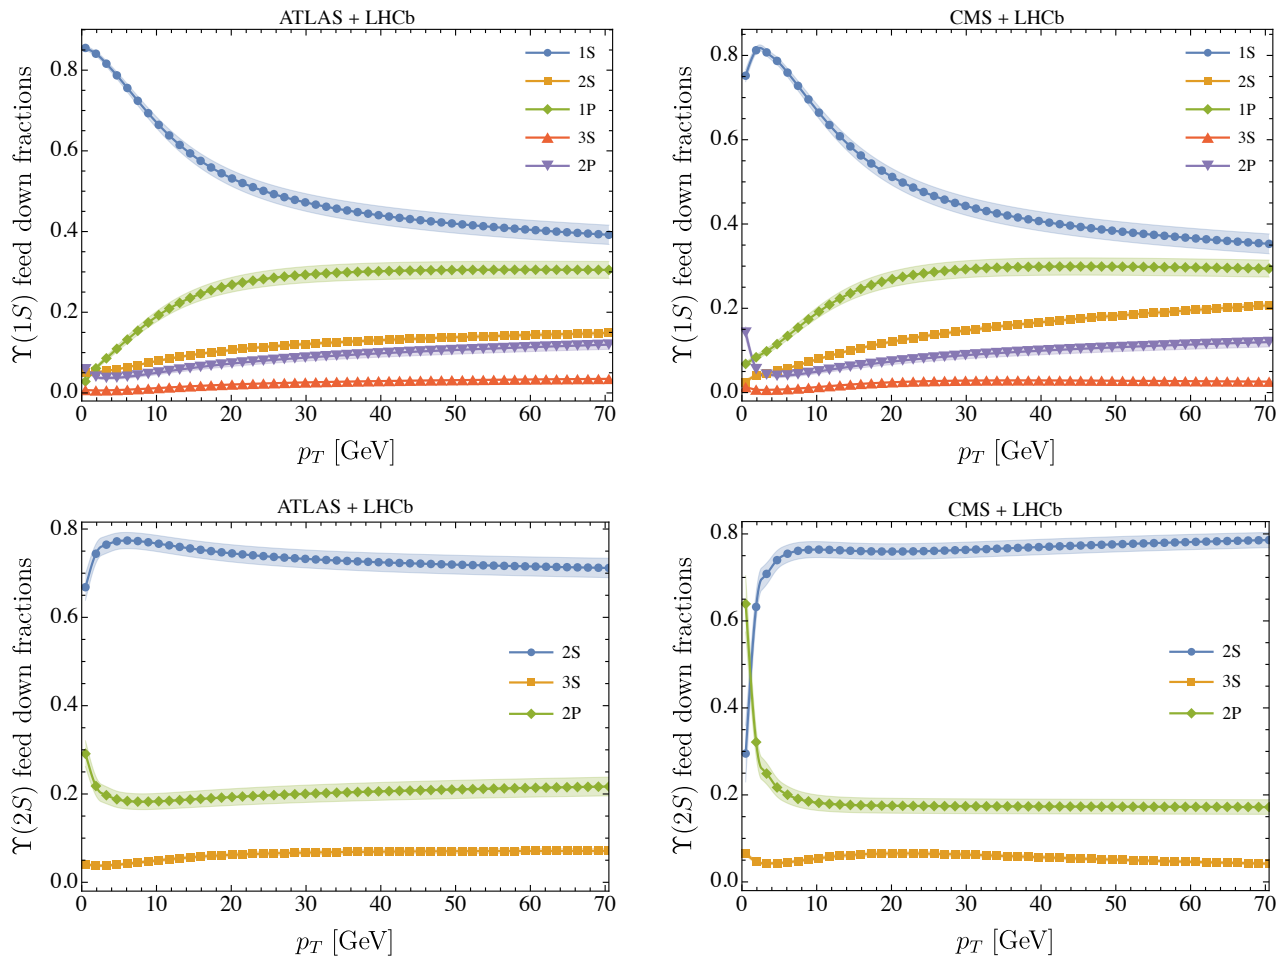 ATLAS + LHCb
Υ(1S) feed down fractions
0.8
0.6
0.4
0.2
0.0
1S
2S
1P
3S
2P
0 10 20 30 40 50 60 70
p_T [GeV]
CMS + LHCb
Υ(1S) feed down fractions
0.8
0.6
0.4
0.2
0.0
1S
2S
1P
3S
2P
0 10 20 30 40 50 60 70
p_T [GeV]
ATLAS + LHCb
Υ(2S) feed down fractions
0.8
0.6
0.4
0.2
0.0
2S
3S
2P
0 10 20 30 40 50 60 70
p_T [GeV]
CMS + LHCb
Υ(2S) feed down fractions
0.8
0.6
0.4
0.2
0.0
2S
3S
2P
0 10 20 30 40 50 60 70
p_T [GeV]